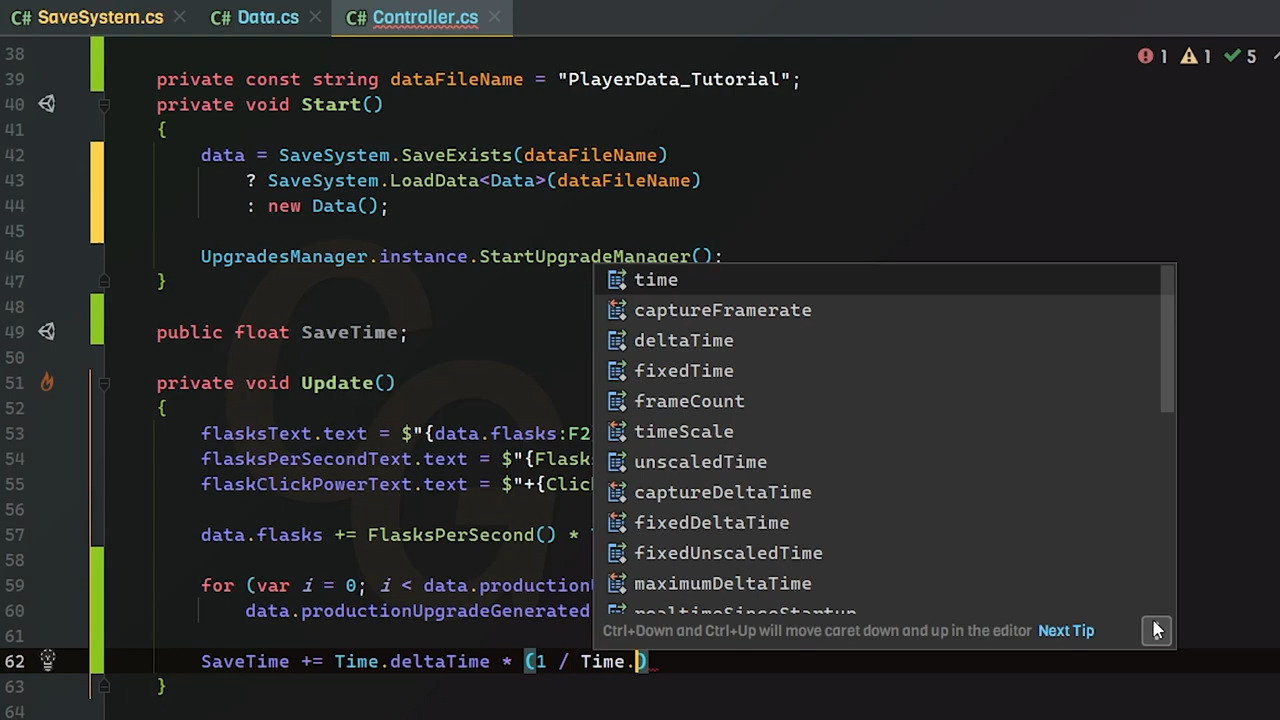 C# SaveSystem.cs C# Data.cs C# Controller.cs
38
1 1 5
39 private const string dataFileName = "PlayerData_Tutorial";
40 private void Start()
41 {
42 data = SaveSystem.SaveExists(dataFileName)
43 ? SaveSystem.LoadData<Data>(dataFileName)
44 : new Data();
45
46 UpgradesManager.instance.StartUpgradeManager();
47 }
48
49 public float SaveTime;
50
51 private void Update()
52 {
53 flasksText.text = $"{data.flasks:F2
54 flasksPerSecondText.text = $"{Flask
55 flaskClickPowerText.text = $"+{Clic
56
57 data.flasks += FlasksPerSecond() *
58
59 for (var i = 0; i < data.production
60 data.productionUpgradeGenerated
61
62 SaveTime += Time.deltaTime * (1 / Time.)
63 }
64
time
captureFramerate
deltaTime
fixedTime
frameCount
timeScale
unscaledTime
captureDeltaTime
fixedDeltaTime
fixedUnscaledTime
maximumDeltaTime
realtimeSinceStartup
Ctrl+Down and Ctrl+Up will move caret down and up in the editor Next Tip
CG